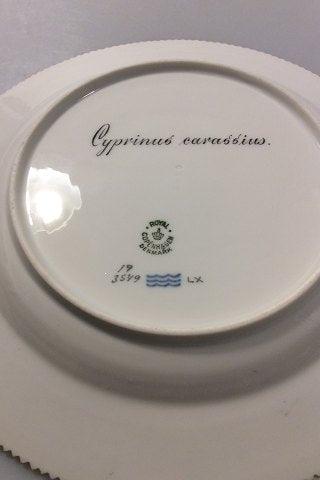 Cyprinus carassius.
ROYAL
COPENHAGEN
DENMARK
19
3549 LX